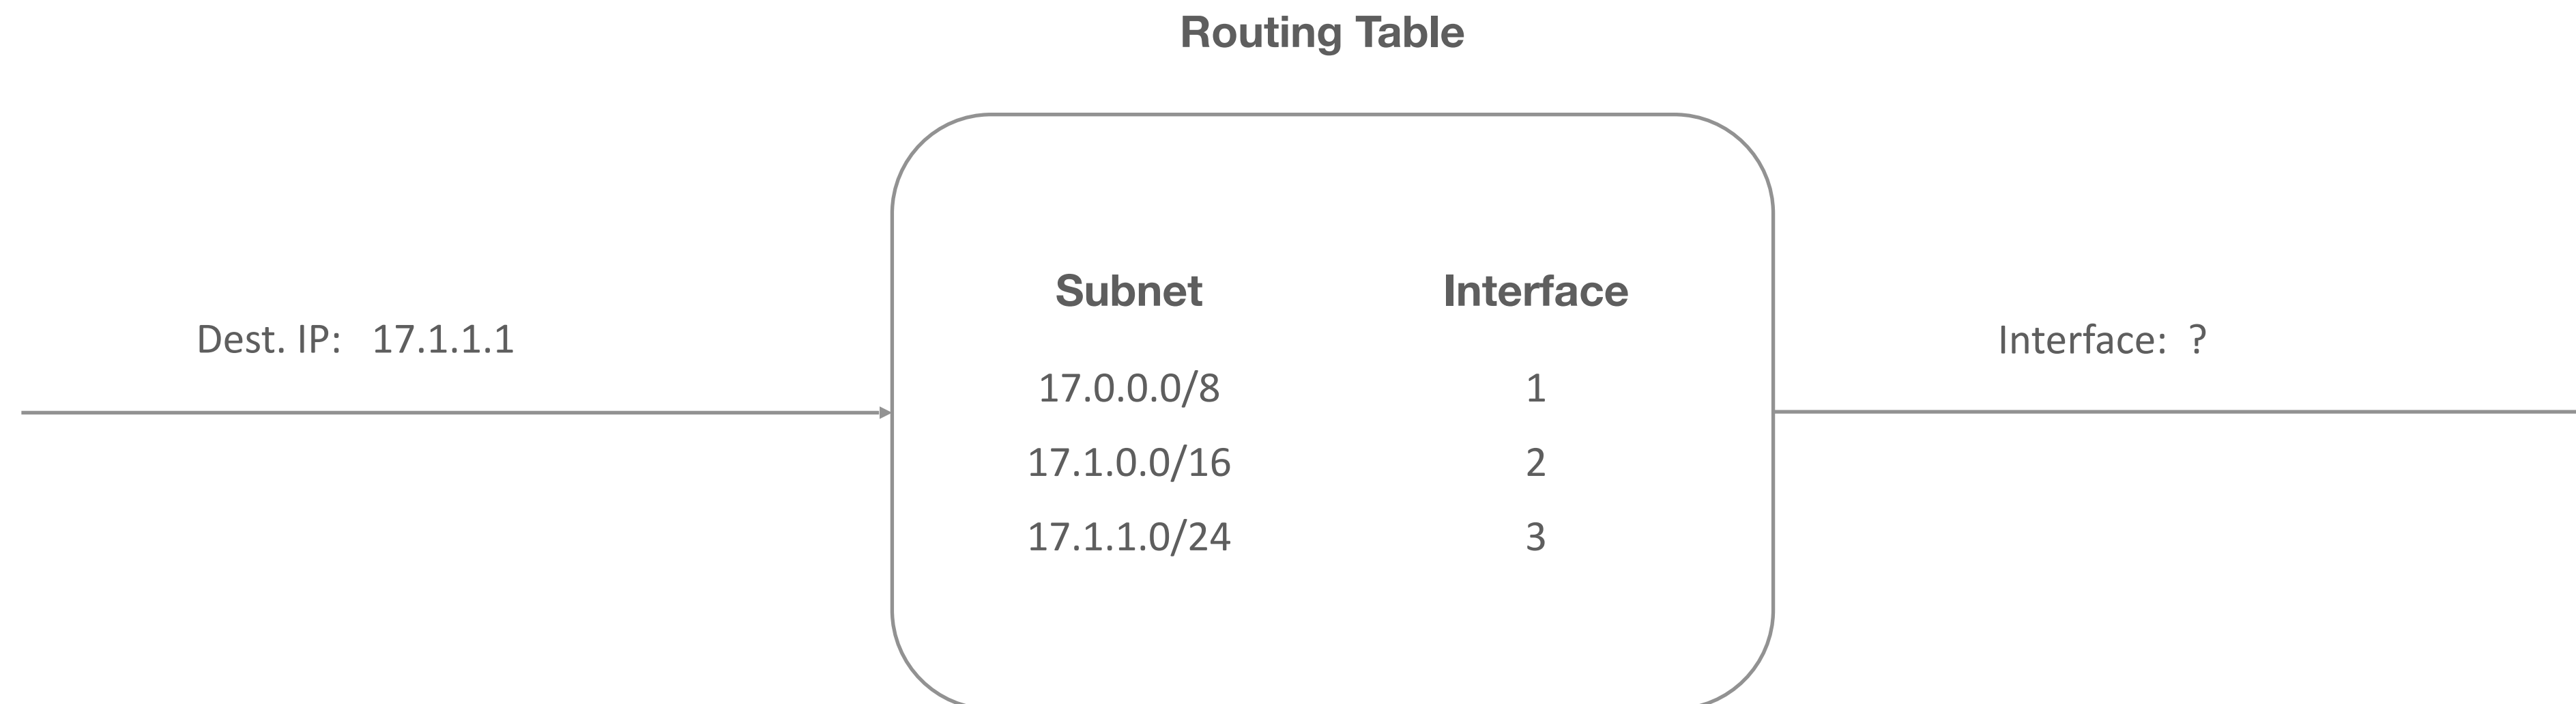 Routing Table
Dest. IP: 17.1.1.1
Subnet Interface
17.0.0.0/8 1
17.1.0.0/16 2
17.1.1.0/24 3
Interface: ?